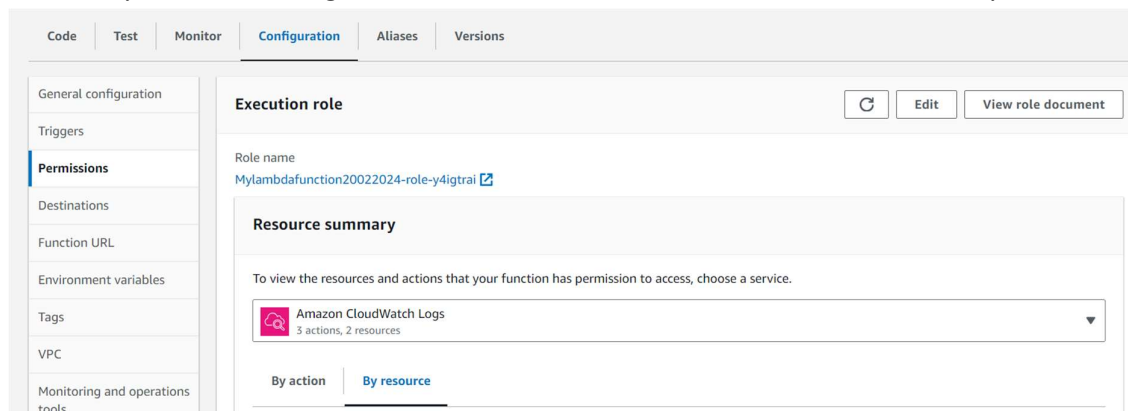 Code Test Monitor Configuration Aliases Versions
General configuration
Triggers
Permissions
Destinations
Function URL
Environment variables
Tags
VPC
Monitoring and operations
tools
Execution role
Edit View role document
Role name
Mylambdafunction20022024-role-y4igtrai
Resource summary
To view the resources and actions that your function has permission to access, choose a service.
Amazon CloudWatch Logs
3 actions, 2 resources
By action By resource